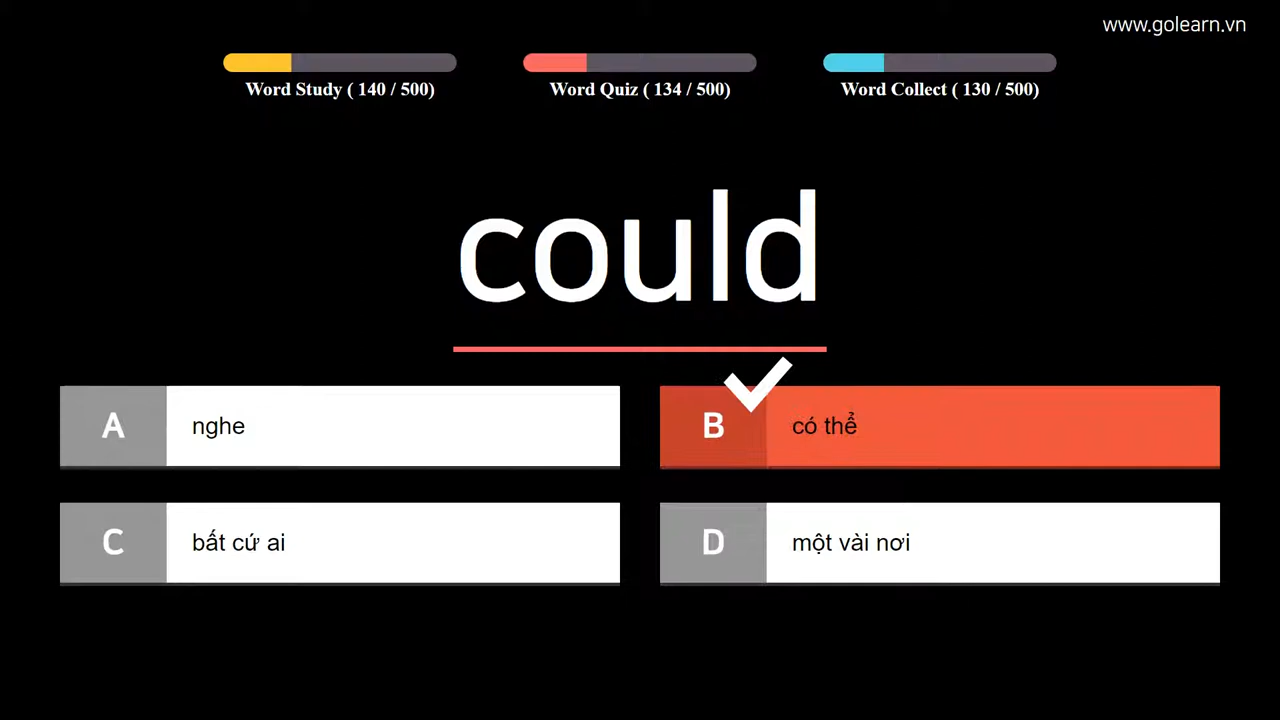 www.golearn.vn
Word Study ( 140 / 500)
Word Quiz ( 134 / 500)
Word Collect ( 130 / 500)
could
A nghe
B có thể
C bất cứ ai
D một vài nơi